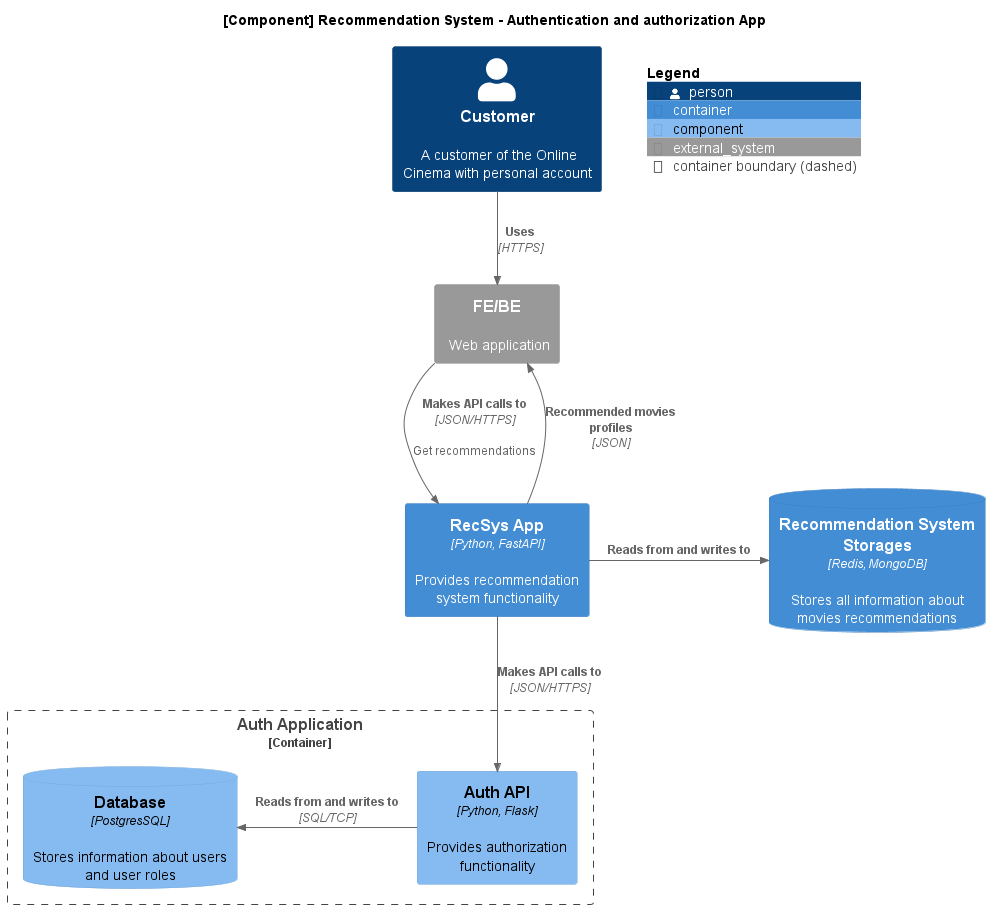 [Component] Recommendation System - Authentication and authorization App
Customer
A customer of the Online
Cinema with personal account
Legend
person
container
component
external_system
container boundary (dashed)
Uses
[HTTPS]
FE/BE
Web application
Makes API calls to
[JSON/HTTPS]
Get recommendations
Recommended movies
profiles
[JSON]
RecSys App
[Python, FastAPI]
Provides recommendation
system functionality
Reads from and writes to
Recommendation System
Storages
[Redis, MongoDB]
Stores all information about
movies recommendations
Makes API calls to
[JSON/HTTPS]
Auth Application
[Container]
Database
[PostgresSQL]
Stores information about users
and user roles
Reads from and writes to
[SQL/TCP]
Auth API
[Python, Flask]
Provides authorization
functionality